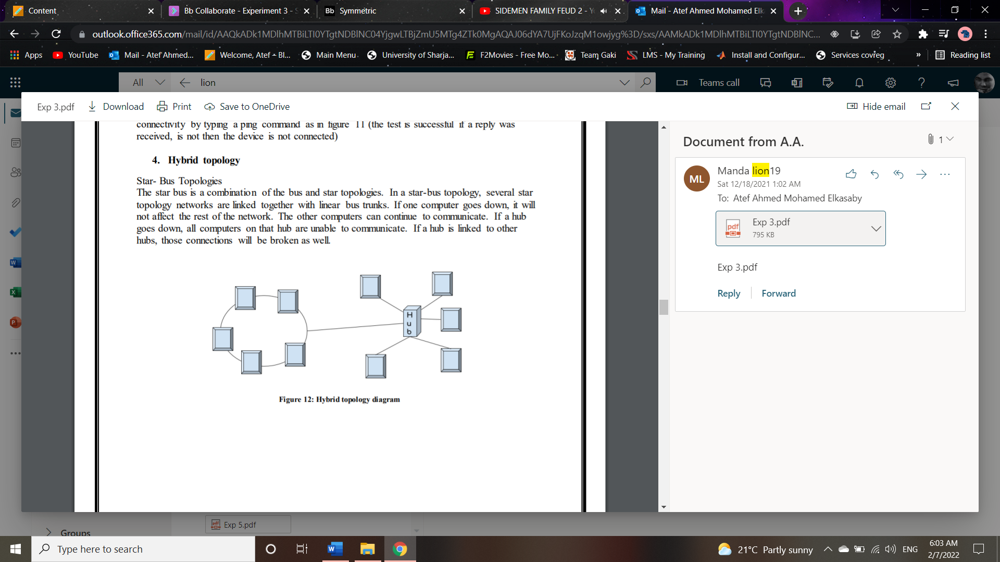 Content
Bb Collaborate - Experiment 3 - S
Bb Symmetric
SIDEMEN FAMILY FEUD 2 - Yo
Mail - Atef Ahmed Mohamed Elk
outlook.office365.com/mail/id/AAQkADk1MDlhMTBiLTI0YTgtNDBlNC04YjgwLTBjZmU5MTg4ZTk0MgAQAJ06dYA7UjFKoJzqM1owjyg%3D/sxs/AAMkADk1MDlhMTBiLTI0YTgtNDBlNC...
Apps
YouTube
Mail - Atef Ahmed...
Welcome, Atef – Bl...
Main Menu
University of Sharja...
F2Movies - Free Mo...
Team Gaki
LMS - My Training
Install and Configur...
Services covreg
»
Reading list
All
lion
Teams call
Exp 3.pdf
Download
Print
Save to OneDrive
Hide email
connectivity by typing a ping command as in figure 11 (the test is successful if a reply was
received, is not then the device is not connected)
4. Hybrid topology
Star- Bus Topologies
The star bus is a combination of the bus and star topologies. In a star-bus topology, several star
topology networks are linked together with linear bus trunks. If one computer goes down, it will
not affect the rest of the network. The other computers can continue to communicate. If a hub
goes down, all computers on that hub are unable to communicate. If a hub is linked to other
hubs, those connections will be broken as well.
H
u
b
Figure 12: Hybrid topology diagram
Document from A.A.
1
ML
Manda lion19
Sat 12/18/2021 1:02 AM
To: Atef Ahmed Mohamed Elkasaby
pdf
Exp 3.pdf
795 KB
Exp 3.pdf
Reply
Forward
pdf
Exp 5.pdf
Groups
Type here to search
21°C Partly sunny
ENG
6:03 AM
2/7/2022